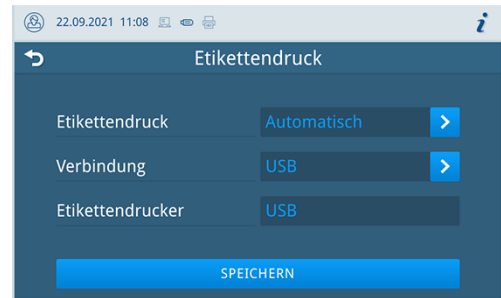 22.09.2021 11:08
i
Etikettendruck
Etikettendruck Automatisch
Verbindung USB
Etikettendrucker USB
SPEICHERN